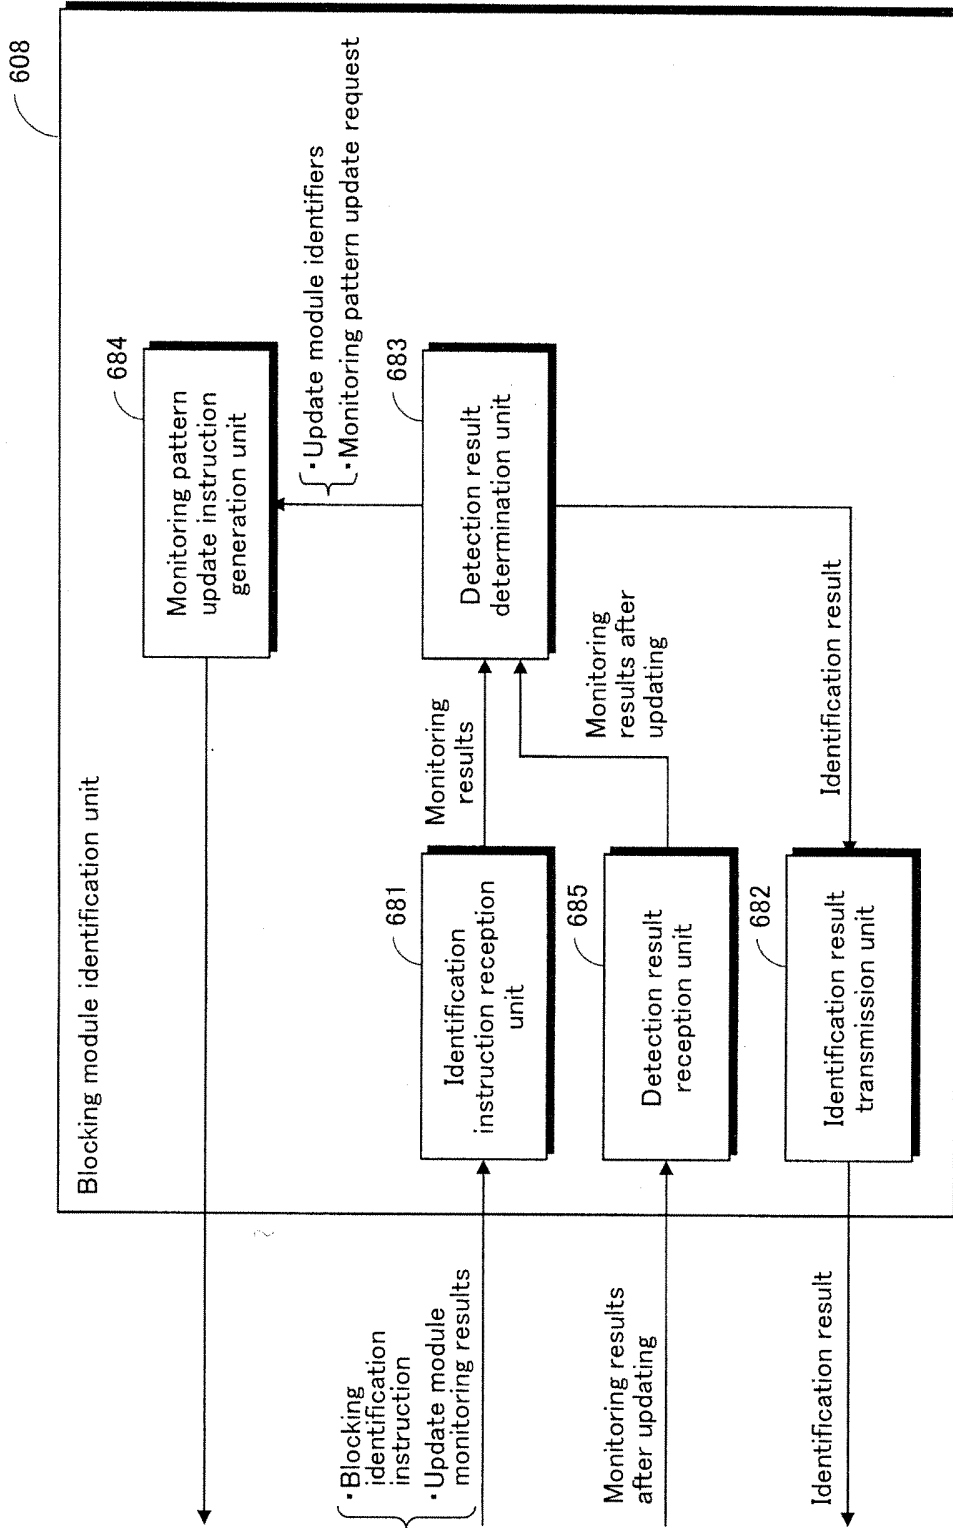 608
Blocking module identification unit
684
Monitoring pattern
update instruction
generation unit
・Update module identifiers
・Monitoring pattern update request
・Blocking
identification
instruction
・Update module
monitoring results
681
Identification
instruction reception
unit
Monitoring
results
683
Detection result
determination unit
Monitoring results
after updating
685
Detection result
reception unit
Monitoring
results after
updating
Identification result
682
Identification result
transmission unit
Identification result